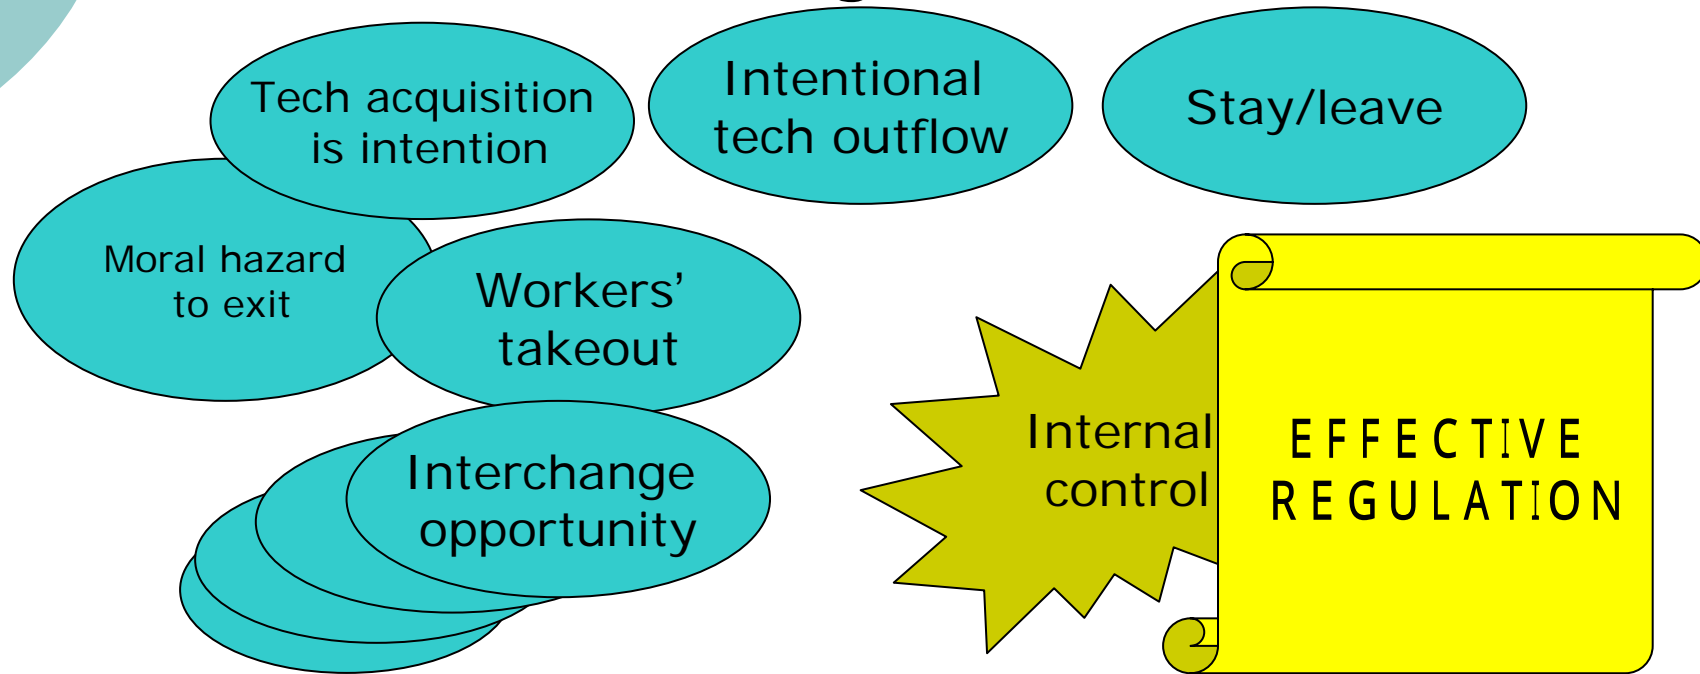 Tech acquisition
is intention
Intentional
tech outflow
Stay/leave
Moral hazard
to exit
Workers’
takeout
Interchange
opportunity
Internal
control
EFFECTIVE
REGULATION